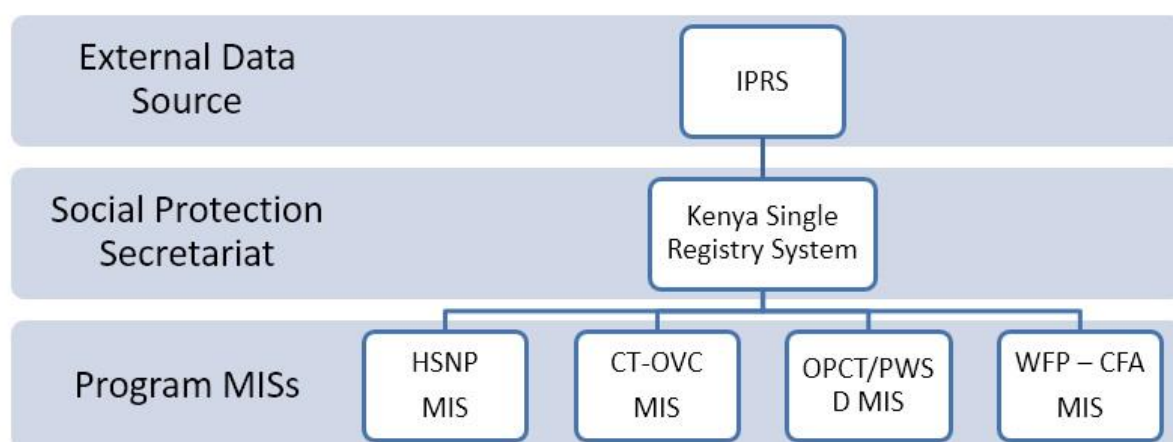 External Data
Source
IPRS
Social Protection
Secretariat
Kenya Single
Registry System
Program MISs
HSNP
MIS
CT-OVC
MIS
OPCT/PWS
D MIS
WFP – CFA
MIS